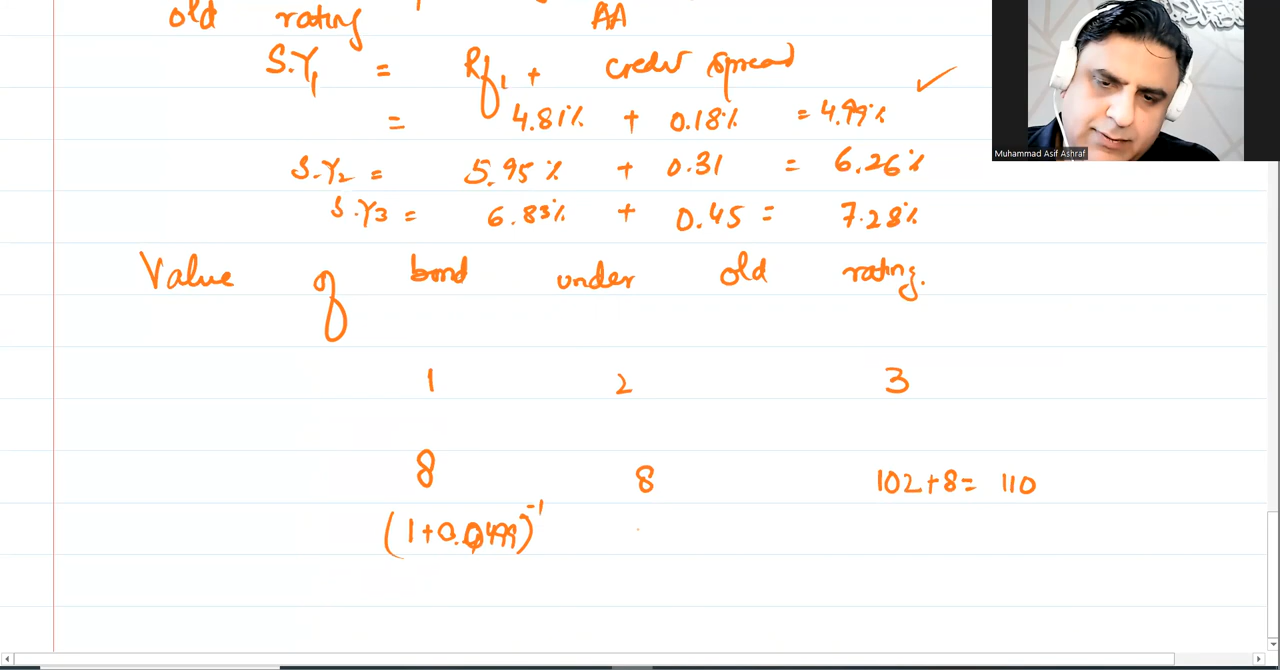 old rating AA
S.Y1 = Rf1 + credit spread
= 4.81% + 0.18% = 4.99% ✓
S.Y2 = 5.95% + 0.31 = 6.26%
S.Y3 = 6.83% + 0.45 = 7.28%
Value of bond under old rating.
1 2 3
8 8 102+8= 110
(1+0.0499)^-1
Muhammad Asif Ashraf